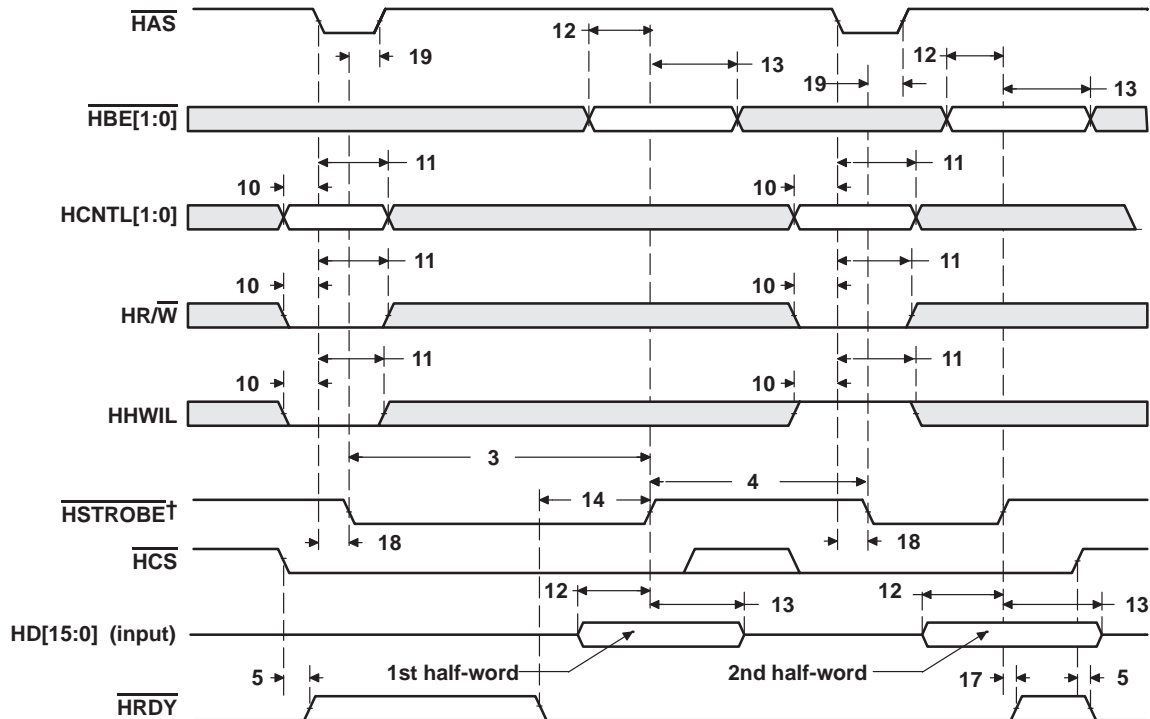 HAS
12
19
13
12
19
13
HBE[1:0]
11
11
10
10
HCNTL[1:0]
11
11
10
10
HR/W
11
11
10
10
HHWIL
3
4
14
HSTROBE†
18
18
HCS
12
12
13
13
HD[15:0] (input)
1st half-word
2nd half-word
5
17
5
HRDY